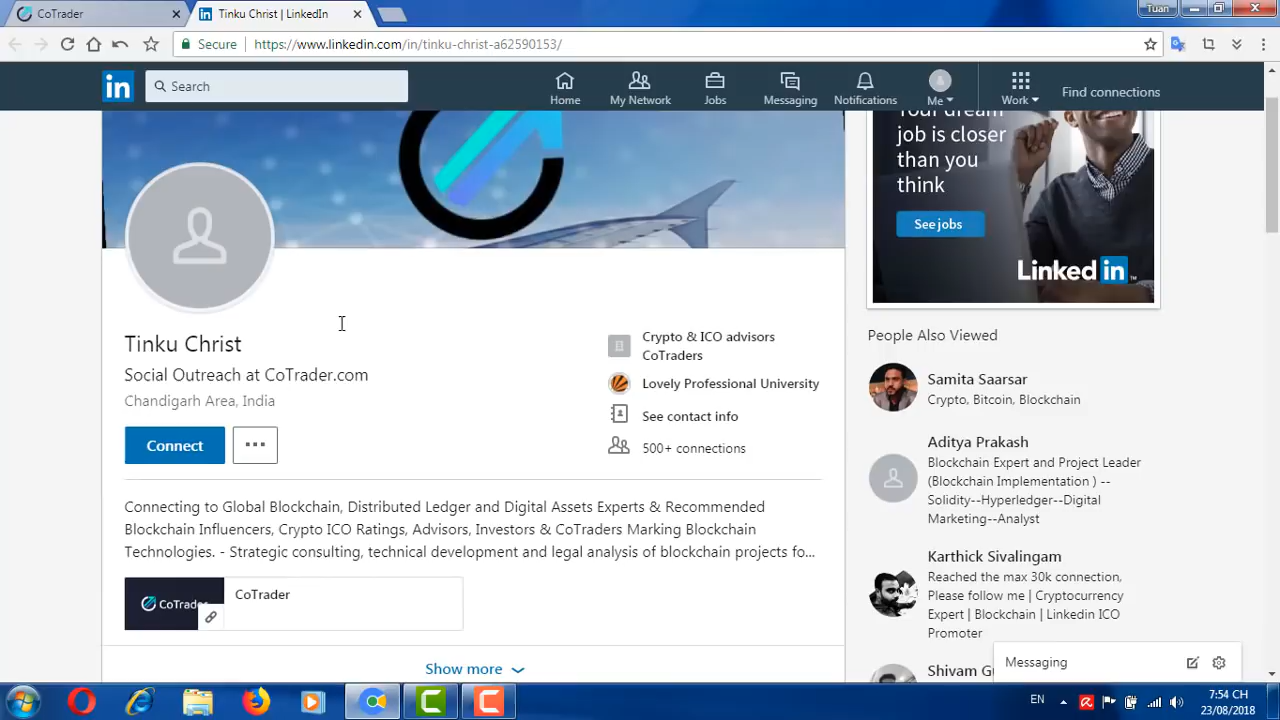 CoTrader
Tinku Christ | LinkedIn
Tuan
Secure
https://www.linkedin.com/in/tinku-christ-a62590153/
in
Search
Home
My Network
Jobs
Messaging
Notifications
Me
Work
Find connections
Your dream
job is closer
than you
think
See jobs
Linked in
Tinku Christ
Social Outreach at CoTrader.com
Chandigarh Area, India
Connect
Crypto & ICO advisors
CoTraders
Lovely Professional University
See contact info
500+ connections
Connecting to Global Blockchain, Distributed Ledger and Digital Assets Experts & Recommended
Blockchain Influencers, Crypto ICO Ratings, Advisors, Investors & CoTraders Marking Blockchain
Technologies. - Strategic consulting, technical development and legal analysis of blockchain projects fo...
CoTrader
CoTrader
Show more
People Also Viewed
Samita Saarsar
Crypto, Bitcoin, Blockchain
Aditya Prakash
Blockchain Expert and Project Leader
(Blockchain Implementation ) --
Solidity--Hyperledger--Digital
Marketing--Analyst
Karthick Sivalingam
Reached the max 30k connection,
Please follow me | Cryptocurrency
Expert | Blockchain | Linkedin ICO
Promoter
Shivam
Messaging
EN
7:54 CH
23/08/2018